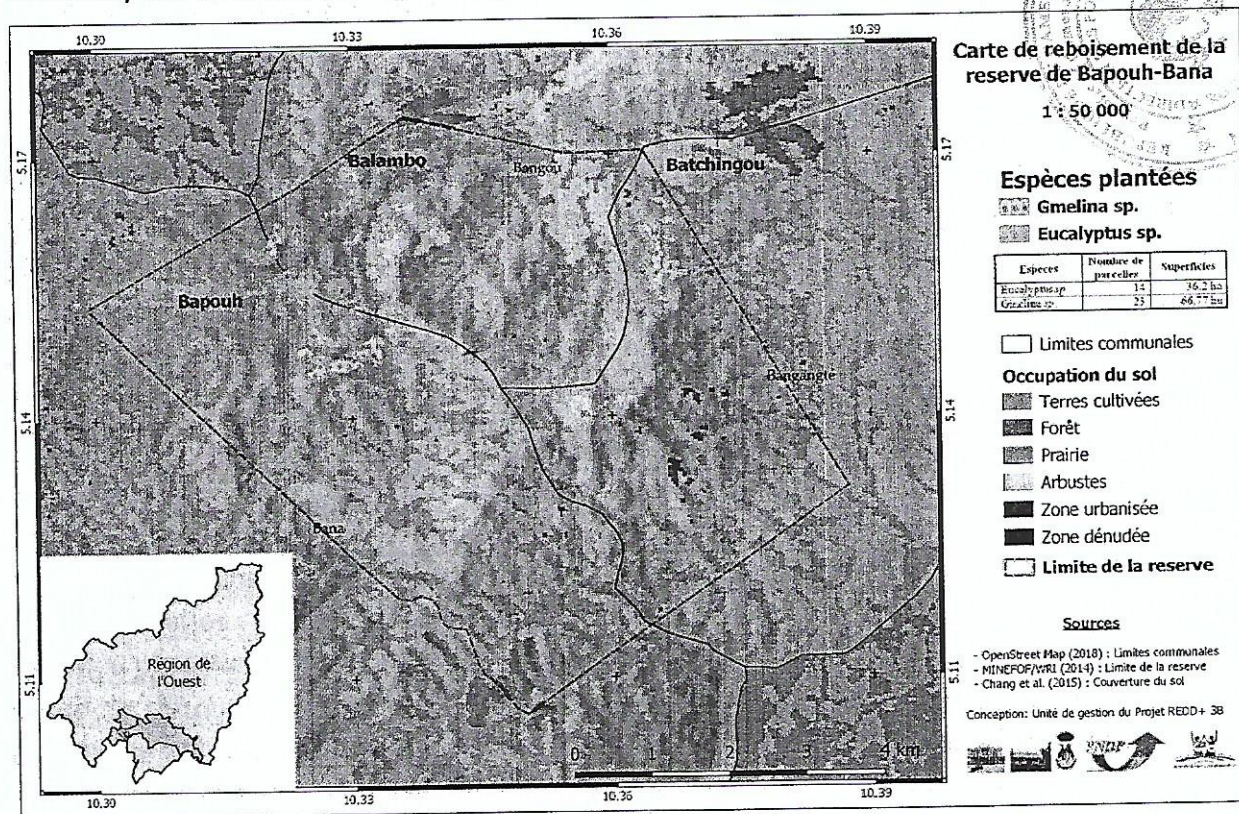 10.30 10.33 10.36 10.39
Carte de reboisement de la
reserve de Bapouh-Bana
1 : 50 000
5.17
5.17
Balambo
Bangou
Batchingou
Espèces plantées
Gmelina sp.
Eucalyptus sp.
Especes Nombre de parcelles Superficies
Eucalyptus sp 14 36.2 ha
Gmelina sp 66,77 ha
Bapouh
Bangangté
Limites communales
Occupation du sol
Terres cultivées
Forêt
Prairie
Arbustes
Zone urbanisée
Zone dénudée
Limite de la reserve
5.14
5.14
Bana
Région de
l'Ouest
Sources
- OpenStreet Map (2018) : Limites communales
- MINEFOF/WRI (2014) : Limite de la reserve
- Chang et al. (2015) : Couverture du sol
5.11
5.11
Conception: Unité de gestion du Projet REDD+ 3B
PNDP
0 1 2 3 4 km
10.30 10.33 10.36 10.39